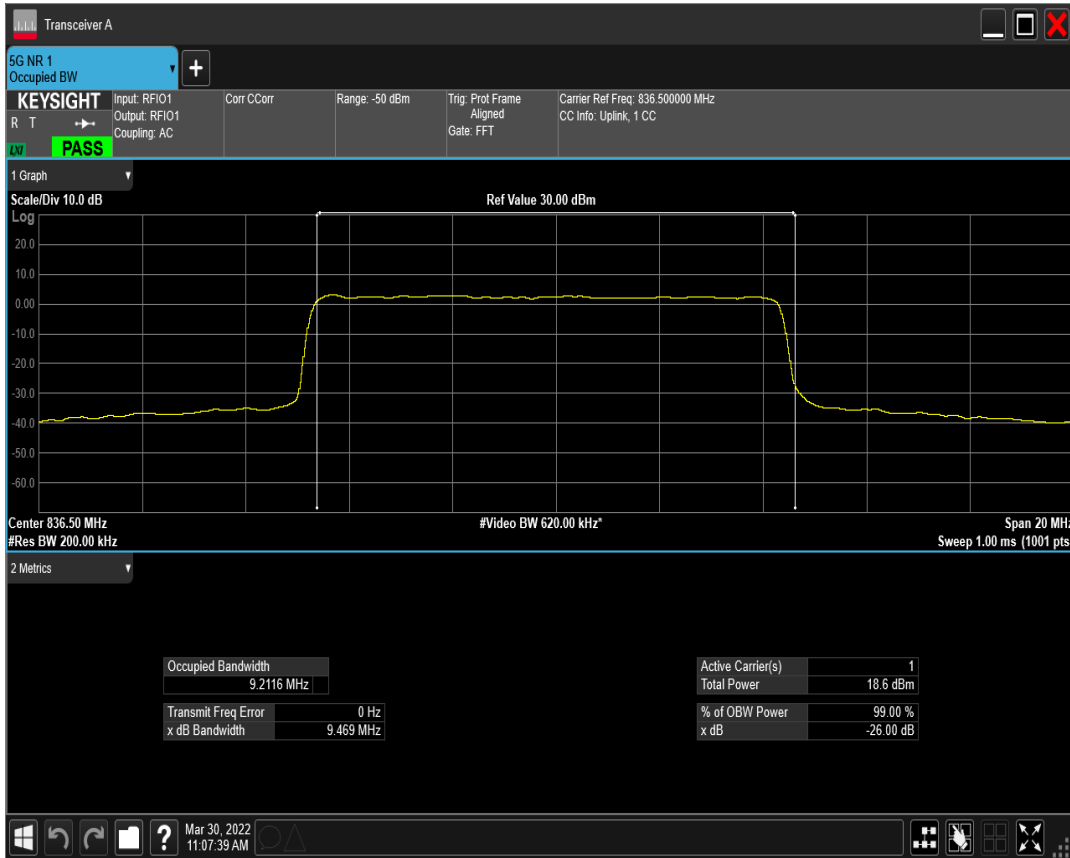 Transceiver A
5G NR 1
Occupied BW
KEYSIGHT
R T
LXI
PASS
Input: RFIO1
Output: RFIO1
Coupling: AC
Corr CCorr
Range: -50 dBm
Trig: Prot Frame
Aligned
Gate: FFT
Carrier Ref Freq: 836.500000 MHz
CC Info: Uplink, 1 CC
1 Graph
Scale/Div 10.0 dB
Ref Value 30.00 dBm
Log
20.0
10.0
0.00
-10.0
-20.0
-30.0
-40.0
-50.0
-60.0
Center 836.50 MHz
#Video BW 620.00 kHz*
Span 20 MHz
#Res BW 200.00 kHz
Sweep 1.00 ms (1001 pts
2 Metrics
Occupied Bandwidth
9.2116 MHz
Transmit Freq Error 0 Hz
x dB Bandwidth 9.469 MHz
Active Carrier(s) 1
Total Power 18.6 dBm
% of OBW Power 99.00 %
x dB -26.00 dB
?
Mar 30, 2022
11:07:39 AM